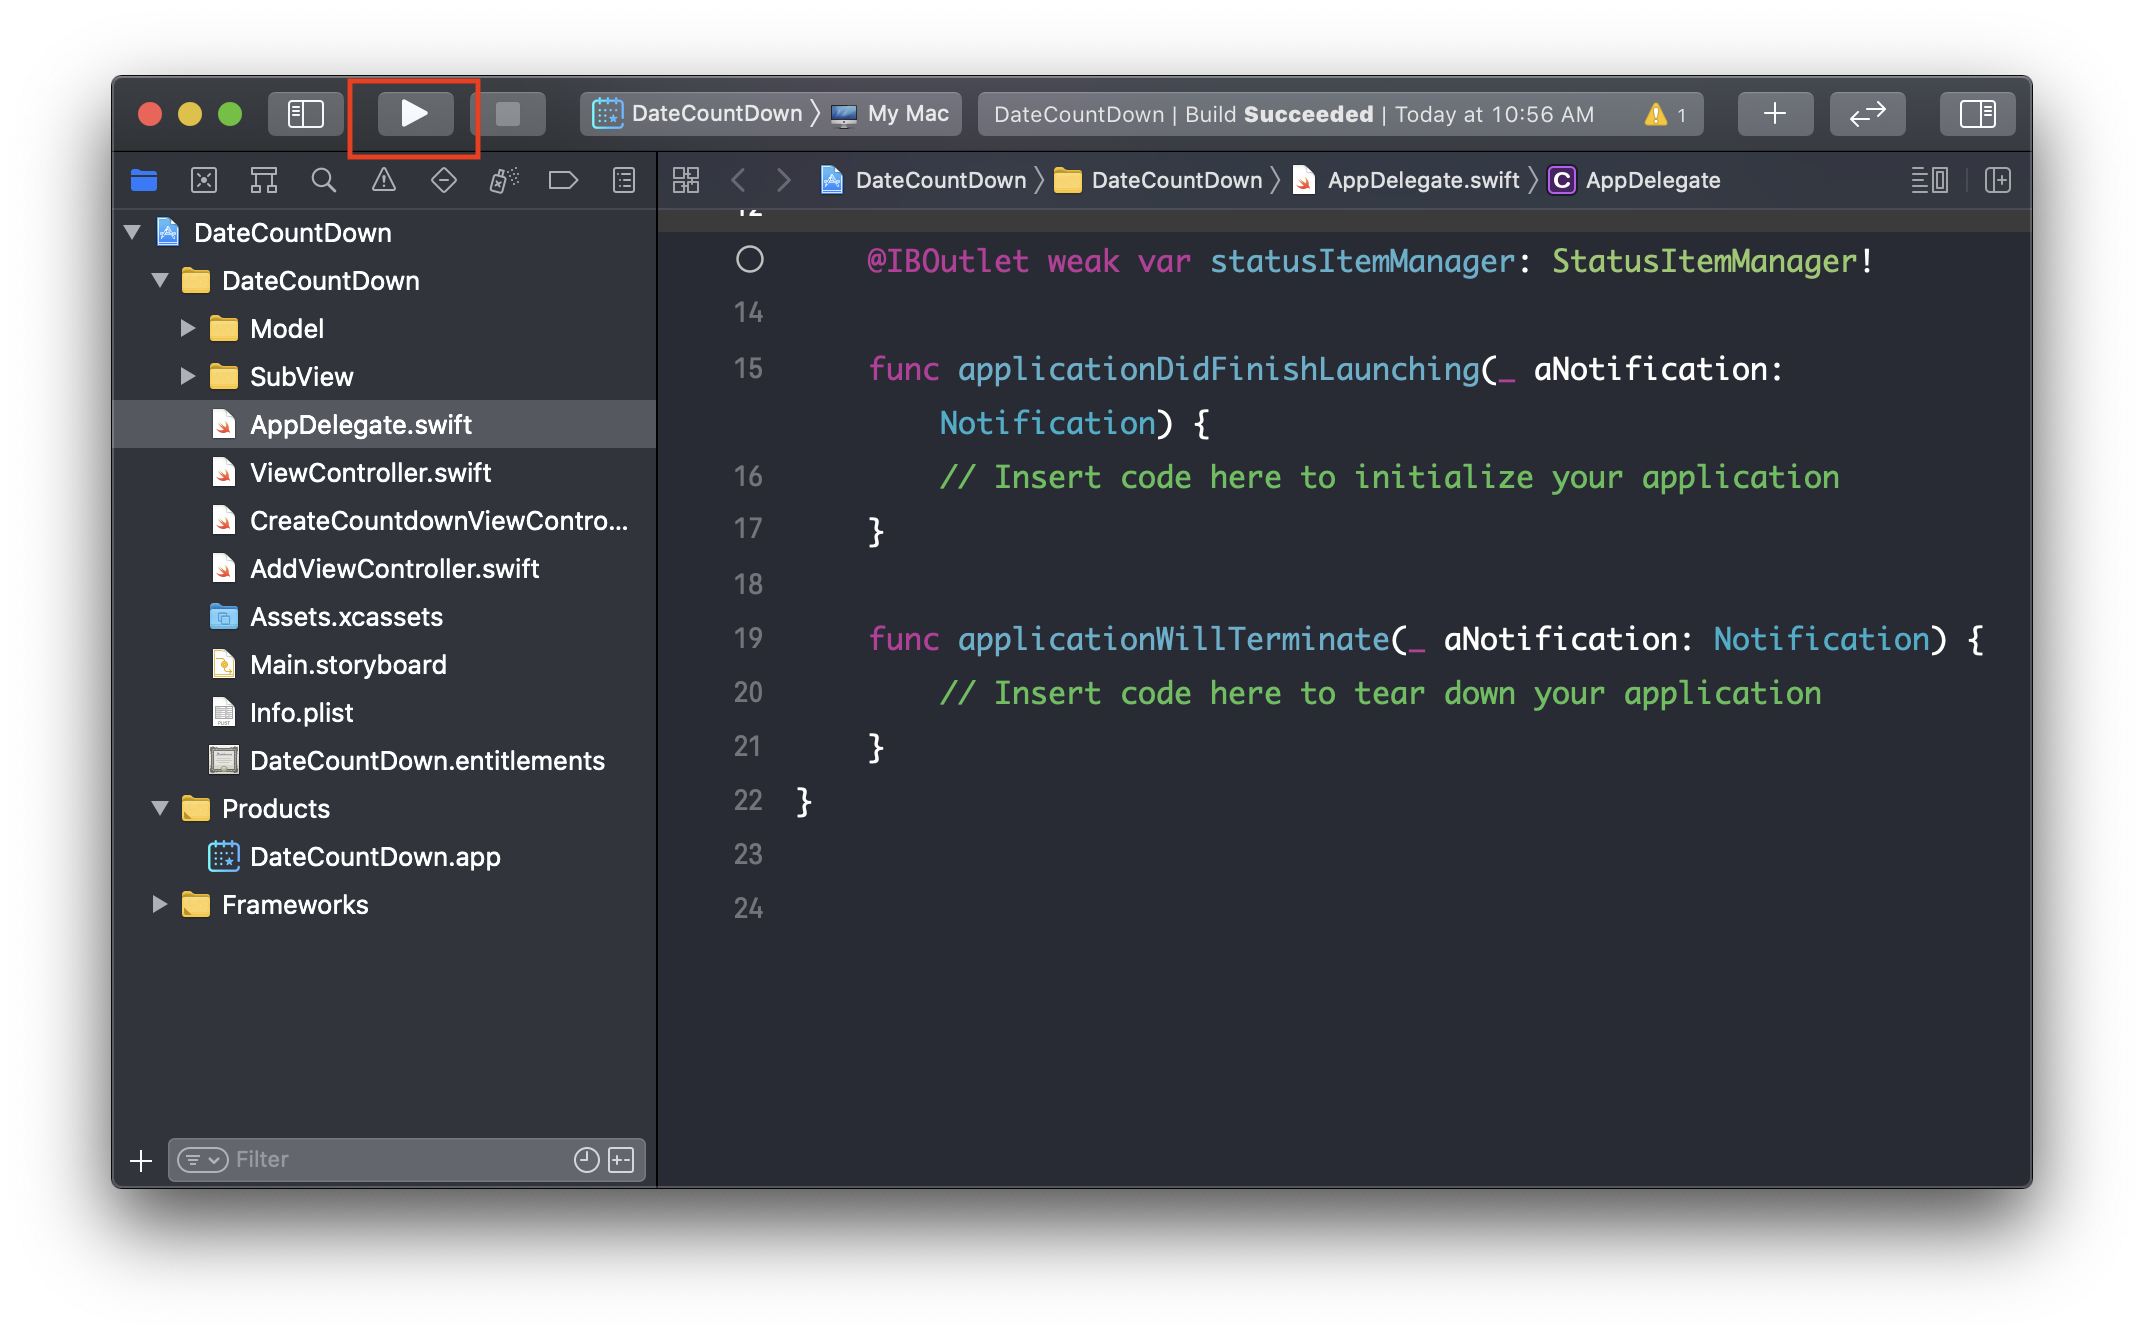 DateCountDown 〉 My Mac
DateCountDown | Build Succeeded | Today at 10:56 AM
1
DateCountDown 〉 DateCountDown 〉 AppDelegate.swift 〉 C AppDelegate
DateCountDown
DateCountDown
Model
SubView
AppDelegate.swift
ViewController.swift
CreateCountdownViewContro...
AddViewController.swift
Assets.xcassets
Main.storyboard
Info.plist
DateCountDown.entitlements
Products
DateCountDown.app
Frameworks
Filter
12
@IBOutlet weak var statusItemManager: StatusItemManager!
14
15 func applicationDidFinishLaunching(_ aNotification:
Notification) {
16 // Insert code here to initialize your application
17 }
18
19 func applicationWillTerminate(_ aNotification: Notification) {
20 // Insert code here to tear down your application
21 }
22 }
23
24